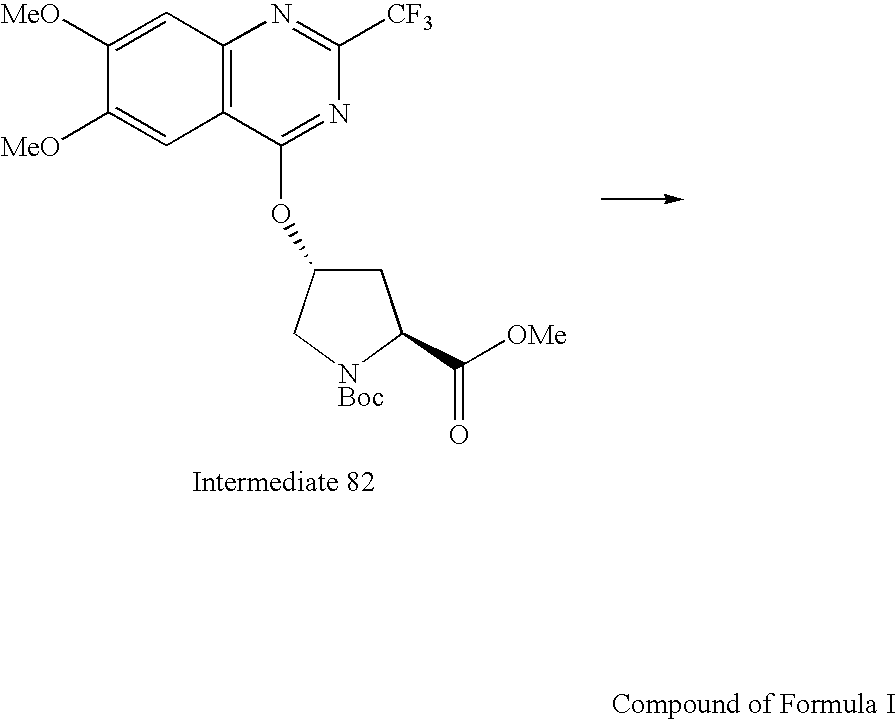 MeO N CF3
N
MeO
O
OMe
N
Boc
O
Intermediate 82
Compound of Formula I